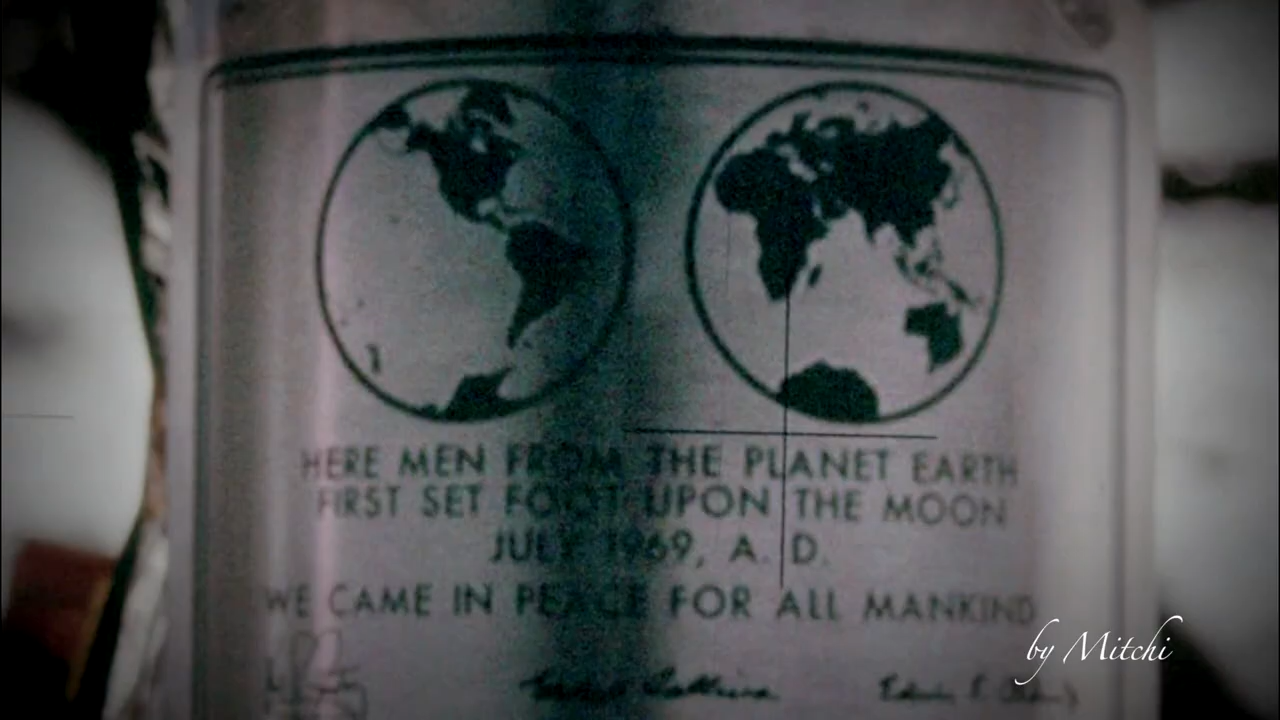 HERE MEN FROM THE PLANET EARTH
FIRST SET FOOT UPON THE MOON
JULY 1969, A. D.
WE CAME IN PEACE FOR ALL MANKIND
by Mitchi